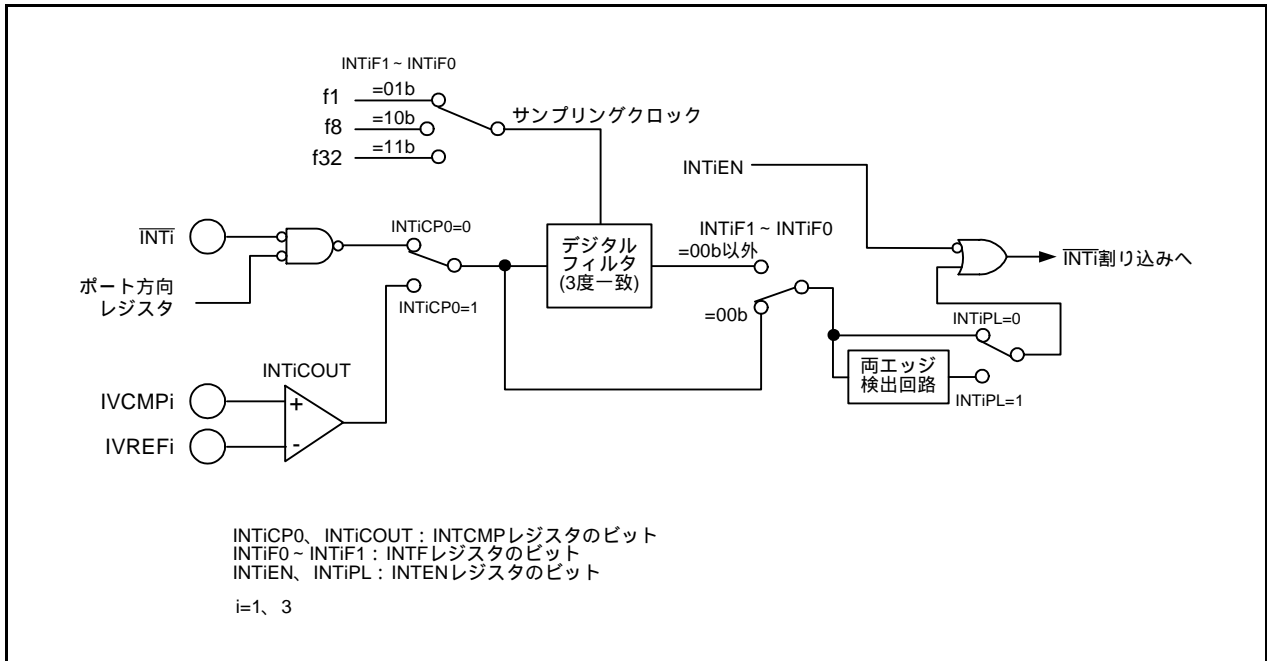 INTiF1 ~ INTiF0
f1
=01b
サンプリングクロック
f8
=10b
f32
=11b
INTiEN
INTi
INTiCP0=0
デジタル
フィルタ
(3度一致)
INTiF1 ~ INTiF0
=00b以外
INTi割り込みへ
ポート方向
レジスタ
INTiCP0=1
=00b
INTiPL=0
INTiCOUT
両エッジ
検出回路
INTiPL=1
IVCMPi
+
IVREFi
-
INTiCP0、INTiCOUT : INTCMPレジスタのビット
INTiF0 ~ INTiF1 : INTFレジスタのビット
INTiEN、INTiPL : INTENレジスタのビット
i=1、3